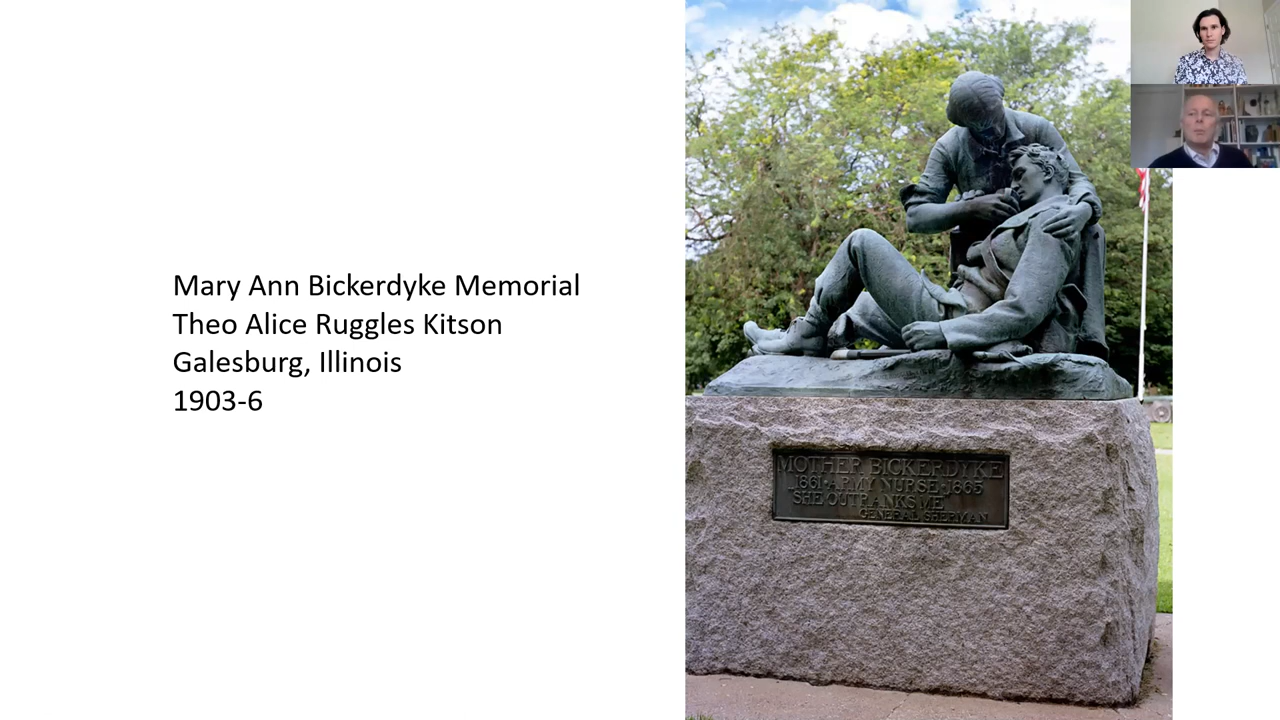 Mary Ann Bickerdyke Memorial
Theo Alice Ruggles Kitson
Galesburg, Illinois
1903-6
MOTHER BICKERDYKE
1861·ARMY NURSE·1865
SHE OUTRANKS ME
GENERAL SHERMAN